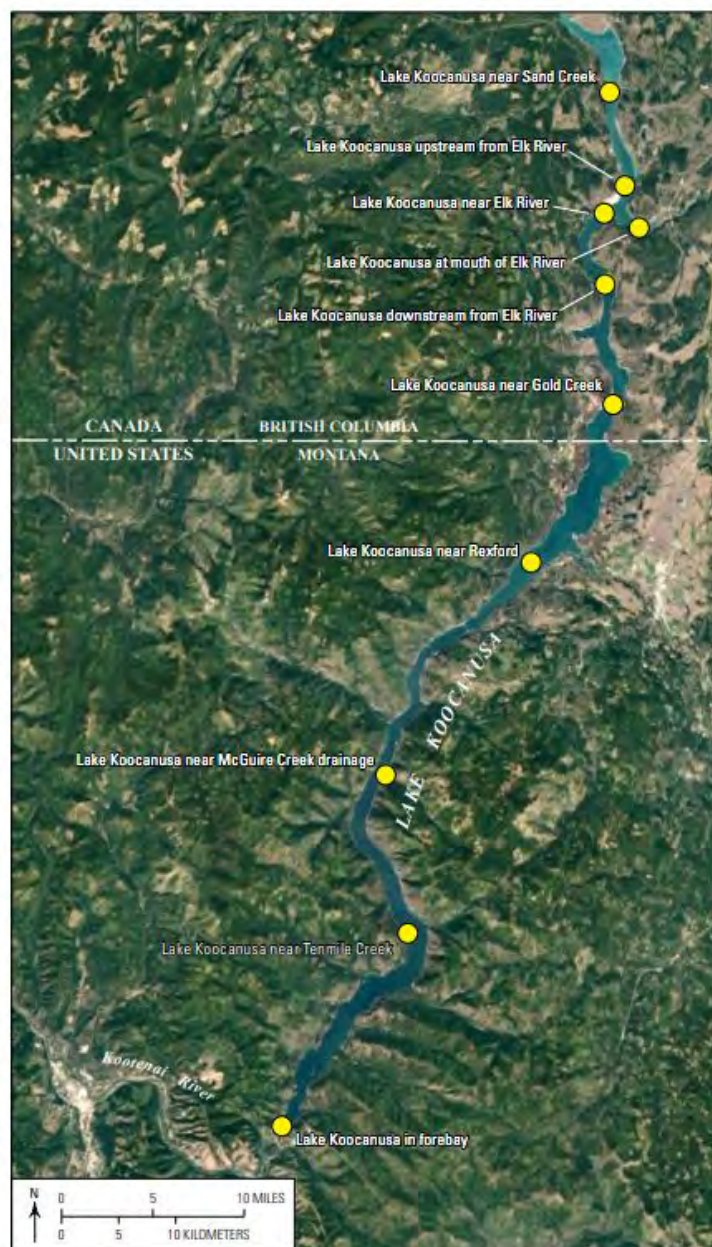 Lake Koocanusa near Sand Creek
Lake Koocanusa upstream from Elk River
Lake Koocanusa near Elk River
Lake Koocanusa at mouth of Elk River
Lake Koocanusa downstream from Elk River
Lake Koocanusa near Gold Creek
CANADA
BRITISH COLUMBIA
UNITED STATES
MONTANA
Lake Koocanusa near Rexford
LAKE KOOCANUSA
Lake Koocanusa near McGuire Creek drainage
Lake Koocanusa near Tenmile Creek
Kootenai River
Lake Koocanusa in forebay
N
0 5 10 MILES
0 5 10 KILOMETERS